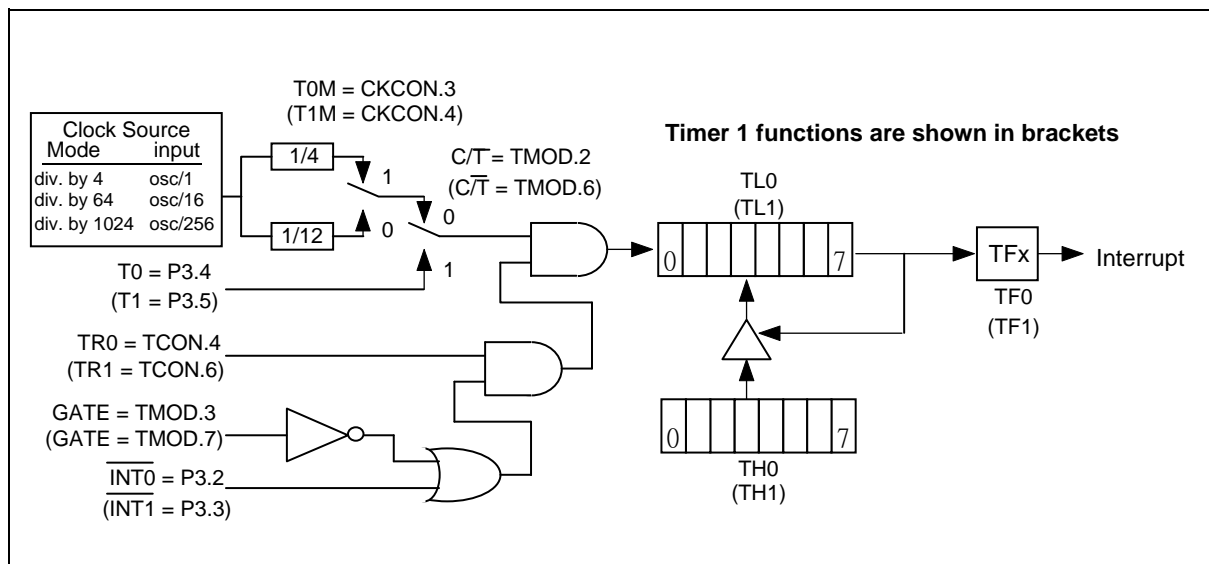 T0M = CKCON.3
(T1M = CKCON.4)
Clock Source
Mode input
div. by 4 osc/1
div. by 64 osc/16
div. by 1024 osc/256
1/4
1/12
1
0
C/T̅ = TMOD.2
(C/T̅ = TMOD.6)
0
1
T0 = P3.4
(T1 = P3.5)
TR0 = TCON.4
(TR1 = TCON.6)
GATE = TMOD.3
(GATE = TMOD.7)
I̅N̅T̅0̅ = P3.2
(I̅N̅T̅1̅ = P3.3)
Timer 1 functions are shown in brackets
TL0
(TL1)
0 7
TFx
Interrupt
TF0
(TF1)
0 7
TH0
(TH1)